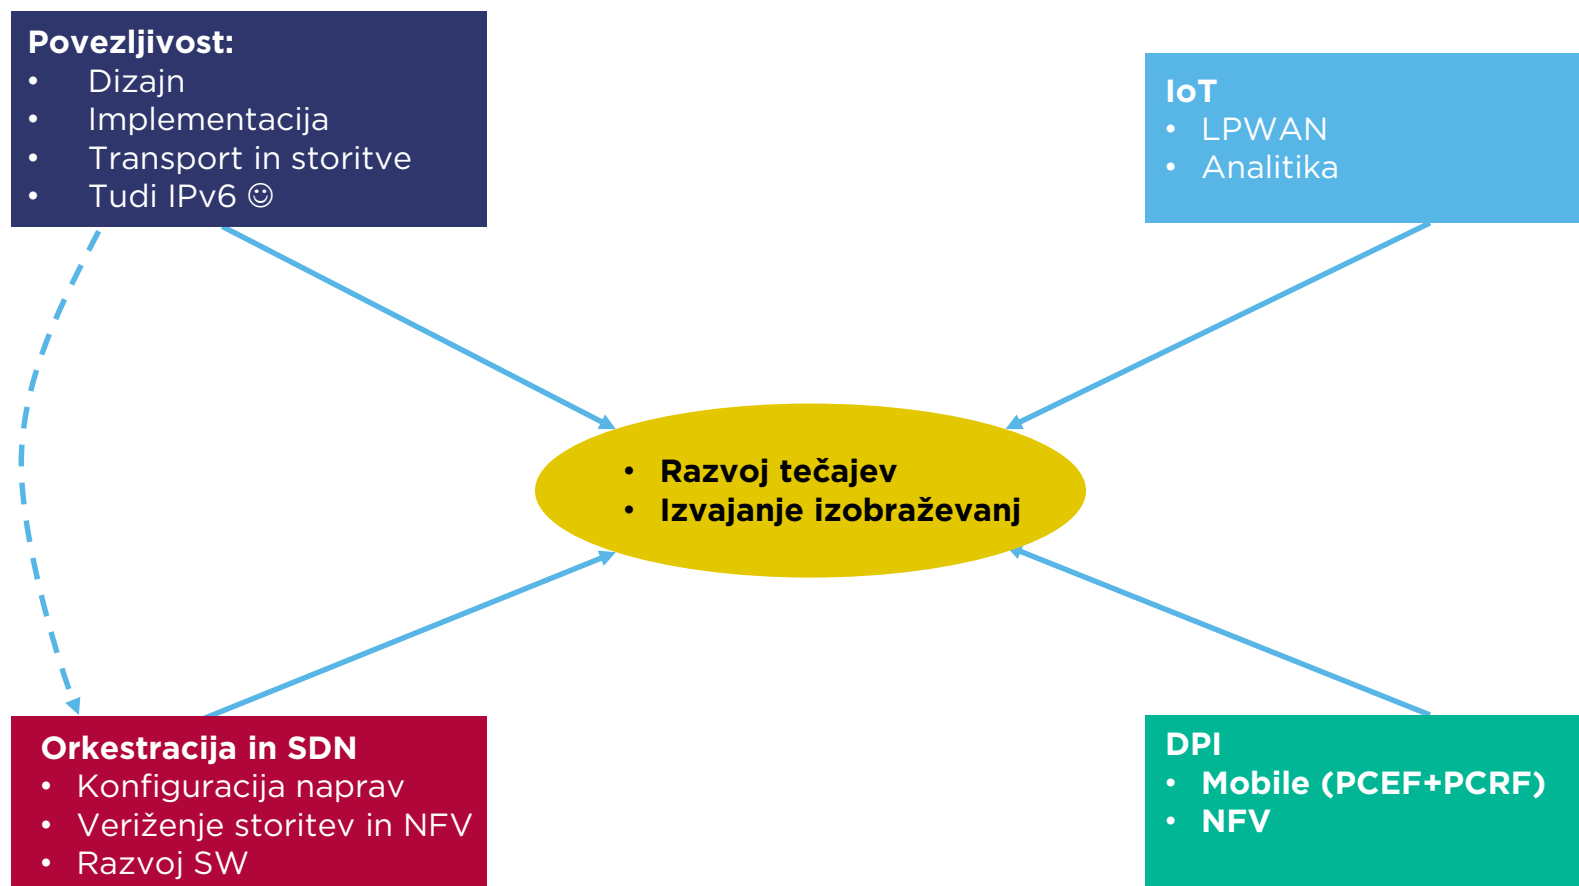 Povezljivost:
• Dizajn
• Implementacija
• Transport in storitve
• Tudi IPv6 ☺
IoT
• LPWAN
• Analitika
• Razvoj tečajev
• Izvajanje izobraževanj
Orkestracija in SDN
• Konfiguracija naprav
• Veriženje storitev in NFV
• Razvoj SW
DPI
• Mobile (PCEF+PCRF)
• NFV